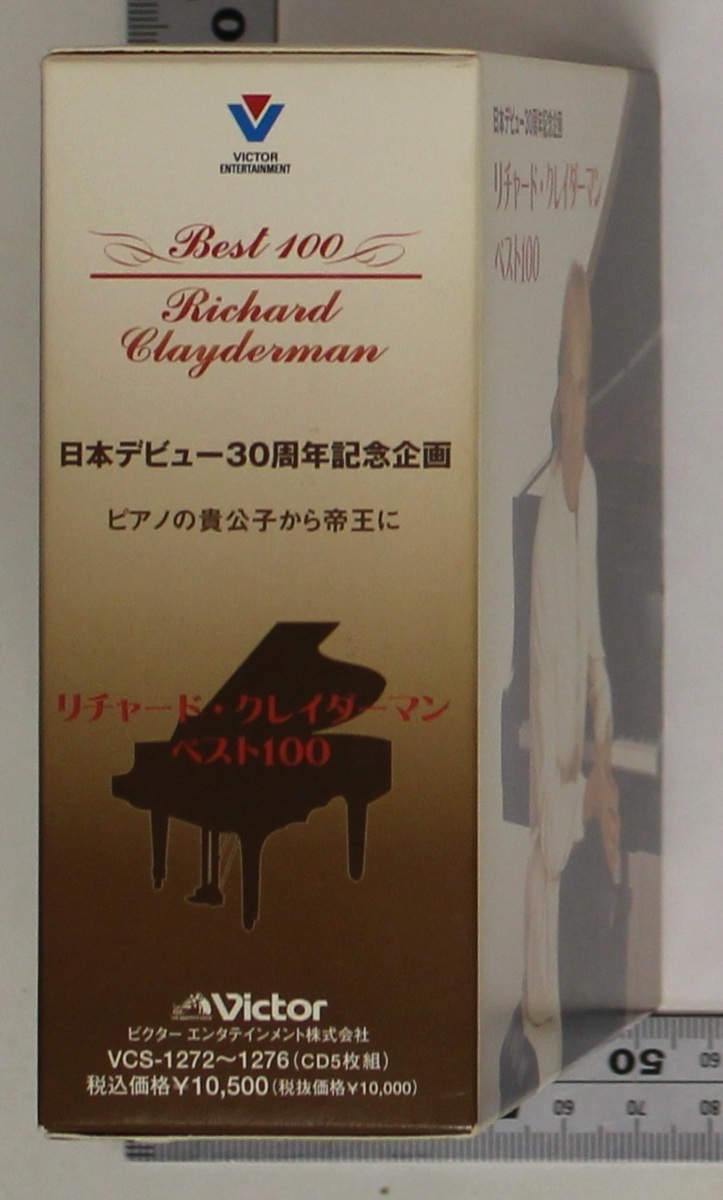 VICTOR
ENTERTAINMENT
Best 100
Richard
Clayderman
日本デビュー30周年記念企画
ピアノの貴公子から帝王に
リチャード・クレイダーマン
ベスト100
Victor
ビクター エンタテインメント株式会社
VCS-1272〜1276(CD5枚組)
税込価格¥10,500(税抜価格¥10,000)
日本デビュー30周年記念企画
リチャード・クレイダーマン
ベスト100
0
50
60
60
70
80